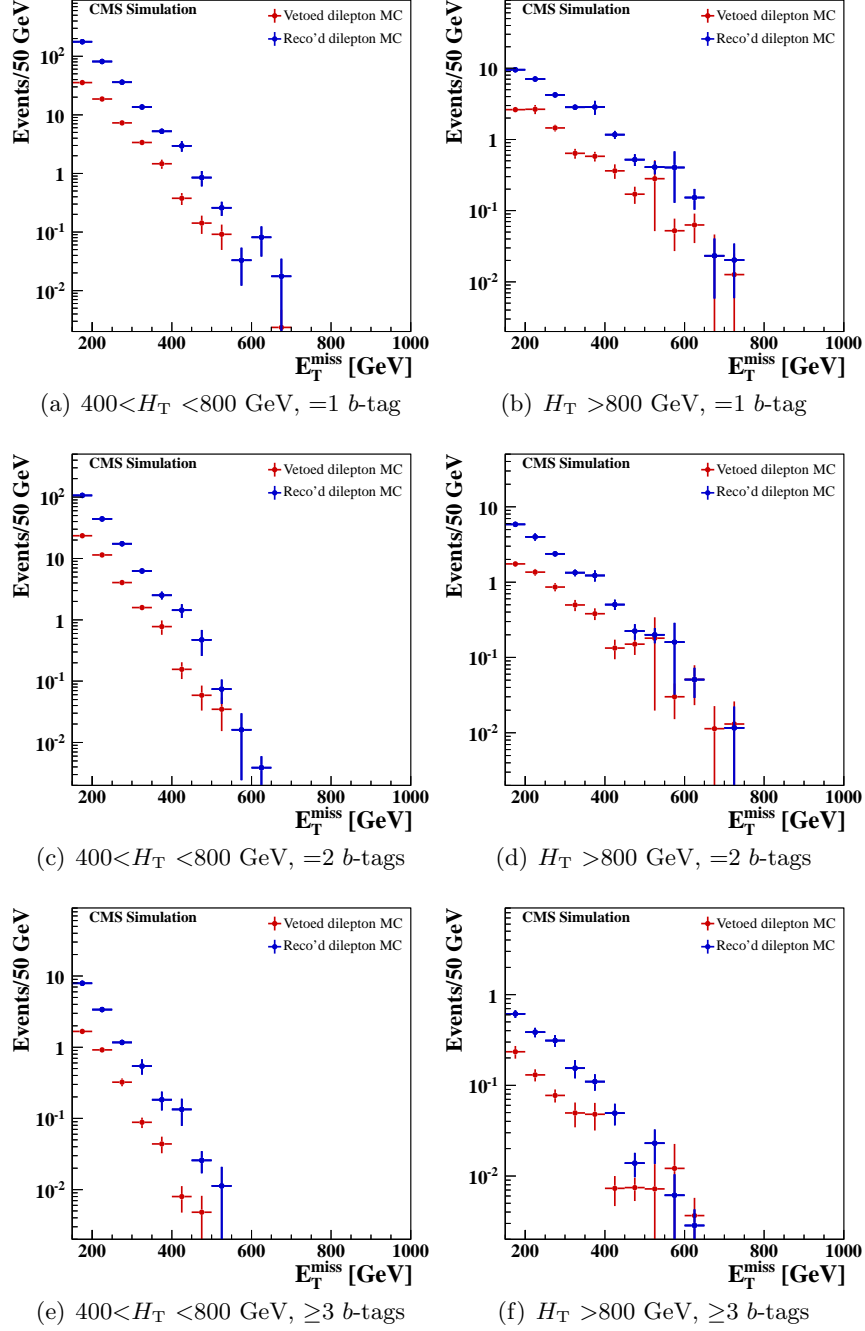 CMS Simulation
Vetoed dilepton MC
Reco'd dilepton MC
Events/50 GeV
10²
10
1
10⁻¹
10⁻²
200 400 600 800 1000
E_T^miss [GeV]
(a) 400<H_T <800 GeV, =1 b-tag
CMS Simulation
Vetoed dilepton MC
Reco'd dilepton MC
Events/50 GeV
10
1
10⁻¹
10⁻²
200 400 600 800 1000
E_T^miss [GeV]
(b) H_T >800 GeV, =1 b-tag
CMS Simulation
Vetoed dilepton MC
Reco'd dilepton MC
Events/50 GeV
10²
10
1
10⁻¹
10⁻²
200 400 600 800 1000
E_T^miss [GeV]
(c) 400<H_T <800 GeV, =2 b-tags
CMS Simulation
Vetoed dilepton MC
Reco'd dilepton MC
Events/50 GeV
10
1
10⁻¹
10⁻²
200 400 600 800 1000
E_T^miss [GeV]
(d) H_T >800 GeV, =2 b-tags
CMS Simulation
Vetoed dilepton MC
Reco'd dilepton MC
Events/50 GeV
10
1
10⁻¹
10⁻²
200 400 600 800 1000
E_T^miss [GeV]
(e) 400<H_T <800 GeV, ≥3 b-tags
CMS Simulation
Vetoed dilepton MC
Reco'd dilepton MC
Events/50 GeV
1
10⁻¹
10⁻²
200 400 600 800 1000
E_T^miss [GeV]
(f) H_T >800 GeV, ≥3 b-tags